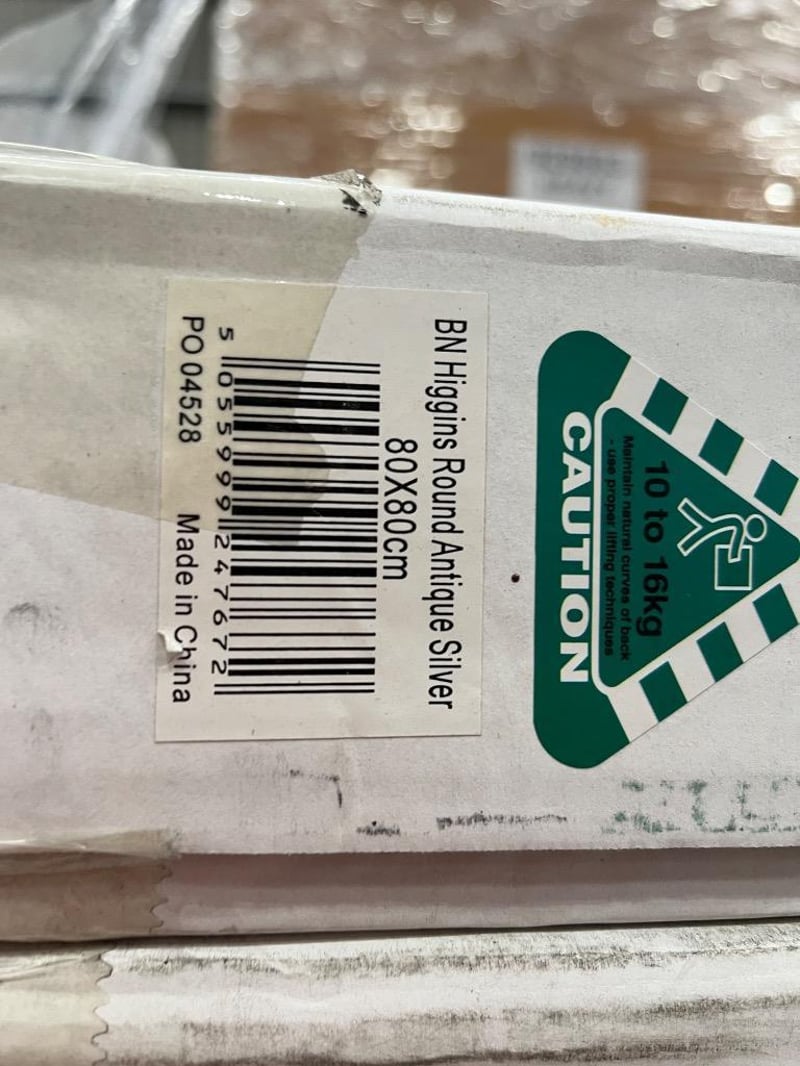 BN Higgins Round Antique Silver
80X80cm
5 055999 247672
PO 04528 Made in China
10 to 16kg
Maintain natural curves of back
- use proper lifting techniques
CAUTION